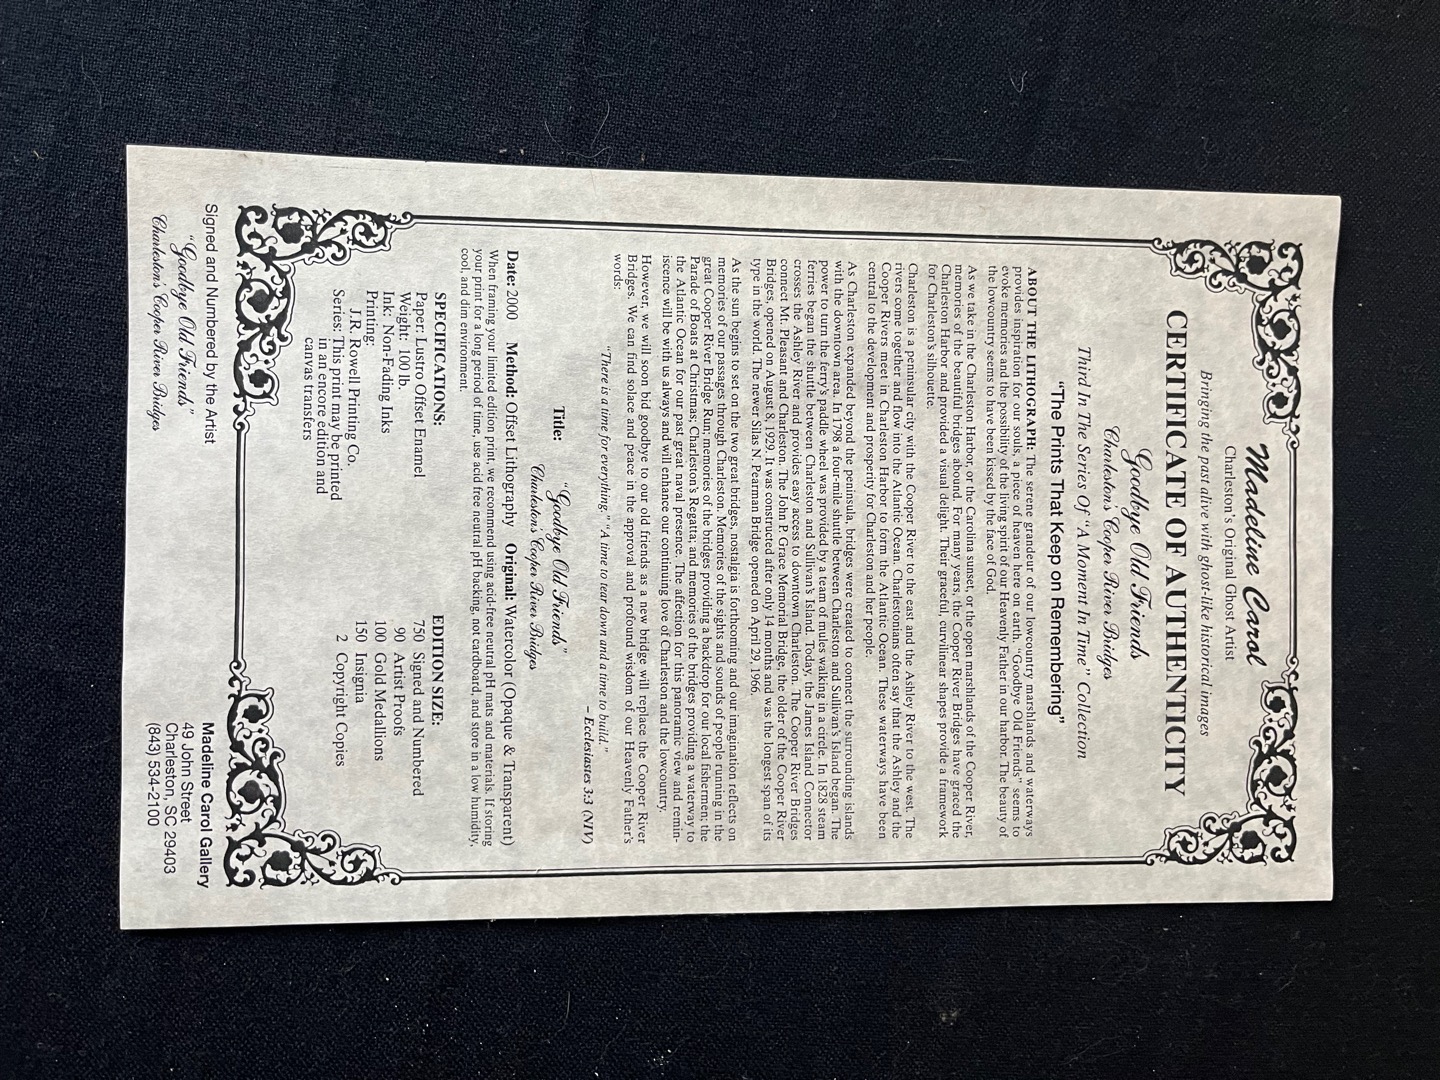 Madeline Carol
Charleston's Original Ghost Artist
Bringing the past alive with ghost-like historical images
CERTIFICATE OF AUTHENTICITY
Goodbye Old Friends
Charleston's Cooper River Bridges
Third In The Series Of "A Moment In Time" Collection
"The Prints That Keep on Remembering"
ABOUT THE LITHOGRAPH: The serene grandeur of our lowcountry marshlands and waterways
provides inspiration for our souls, a piece of heaven here on earth. "Goodbye Old Friends" seems to
evoke memories and the possibility of the living spirit of our Heavenly Father in our harbor. The beauty of
the lowcountry seems to have been kissed by the face of God.
As we take in the Charleston Harbor, or the Carolina sunset, or the open marshlands of the Cooper River,
memories of the beautiful bridges abound. For many years, the Cooper River Bridges have graced the
Charleston Harbor and provided a visual delight. Their graceful, curvilinear shapes provide a framework
for Charleston's silhouette.
Charleston is a peninsular city with the Cooper River to the east and the Ashley River to the west. The
rivers come together and flow into the Atlantic Ocean. Charlestonians often say that the Ashley and the
Cooper Rivers meet in Charleston Harbor to form the Atlantic Ocean. These waterways have been
central to the development and prosperity for Charleston and her people.
As Charleston expanded beyond the peninsula, bridges were created to connect the surrounding islands
with the downtown area. In 1798 a four-mile shuttle between Charleston and Sullivan's Island began. The
power to turn the ferry's paddle wheel was provided by a team of mules walking in a circle. In 1828 steam
ferries began the shuttle between Charleston and Sullivan's Island. Today, the James Island Connector
crosses the Ashley River and provides easy access to downtown Charleston. The Cooper River Bridges
connect Mt. Pleasant and Charleston. The John P. Grace Memorial Bridge, the older of the Cooper River
Bridges, opened on August 8, 1929. It was constructed after only 14 months and was the longest span of its
type in the world. The newer Silas N. Pearman Bridge opened on April 29, 1966.
As the sun begins to set on the two great bridges, nostalgia is forthcoming and our imagination reflects on
memories of our passages through Charleston. Memories of the sights and sounds of people running in the
great Cooper River Bridge Run; memories of the bridges providing a backdrop for our local fishermen; the
Parade of Boats at Christmas; Charleston's Regatta; and memories of the bridges providing a waterway to
the Atlantic Ocean for our past great naval presence. The affection for this panoramic view and remin-
iscence will be with us always and will enhance our continuing love of Charleston and the lowcountry.
However, we will soon bid goodbye to our old friends as a new bridge will replace the Cooper River
Bridges. We can find solace and peace in the approval and profound wisdom of our Heavenly Father's
words:
"There is a time for everything." "A time to tear down and a time to build."
– Ecclesiastes 3:3 (NIV)
Title:
"Goodbye Old Friends"
Charleston's Cooper River Bridges
Date: 2000 Method: Offset Lithography Original: Watercolor (Opaque & Transparent)
When framing your limited edition print, we recommend using acid-free neutral pH mats and materials. If storing
your print for a long period of time, use acid free neutral pH backing, not cardboard, and store in a low humidity,
cool, and dim environment.
SPECIFICATIONS:
Paper: Lustro Offset Enamel
Weight: 100 lb.
Ink: Non-Fading Inks
Printing:
J.R. Rowell Printing Co.
Series: This print may be printed
in an encore edition and
canvas transfers
EDITION SIZE:
750 Signed and Numbered
90 Artist Proofs
100 Gold Medallions
150 Insignia
2 Copyright Copies
Signed and Numbered by the Artist
"Goodbye Old Friends"
Charleston's Cooper River Bridges
Madeline Carol Gallery
49 John Street
Charleston, SC 29403
(843) 534-2100